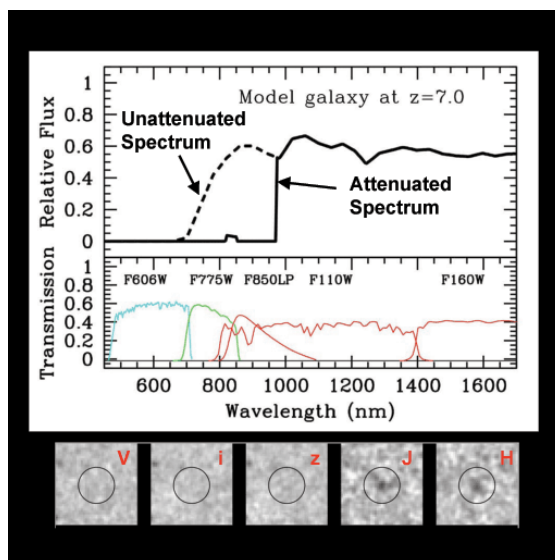 Model galaxy at z=7.0
Unattenuated
Spectrum
Attenuated
Spectrum
Relative Flux
1
0.8
0.6
0.4
0.2
0
F606W F775W F850LP F110W F160W
Transmission
1
0.8
0.6
0.4
0.2
0
600 800 1000 1200 1400 1600
Wavelength (nm)
V i z J H